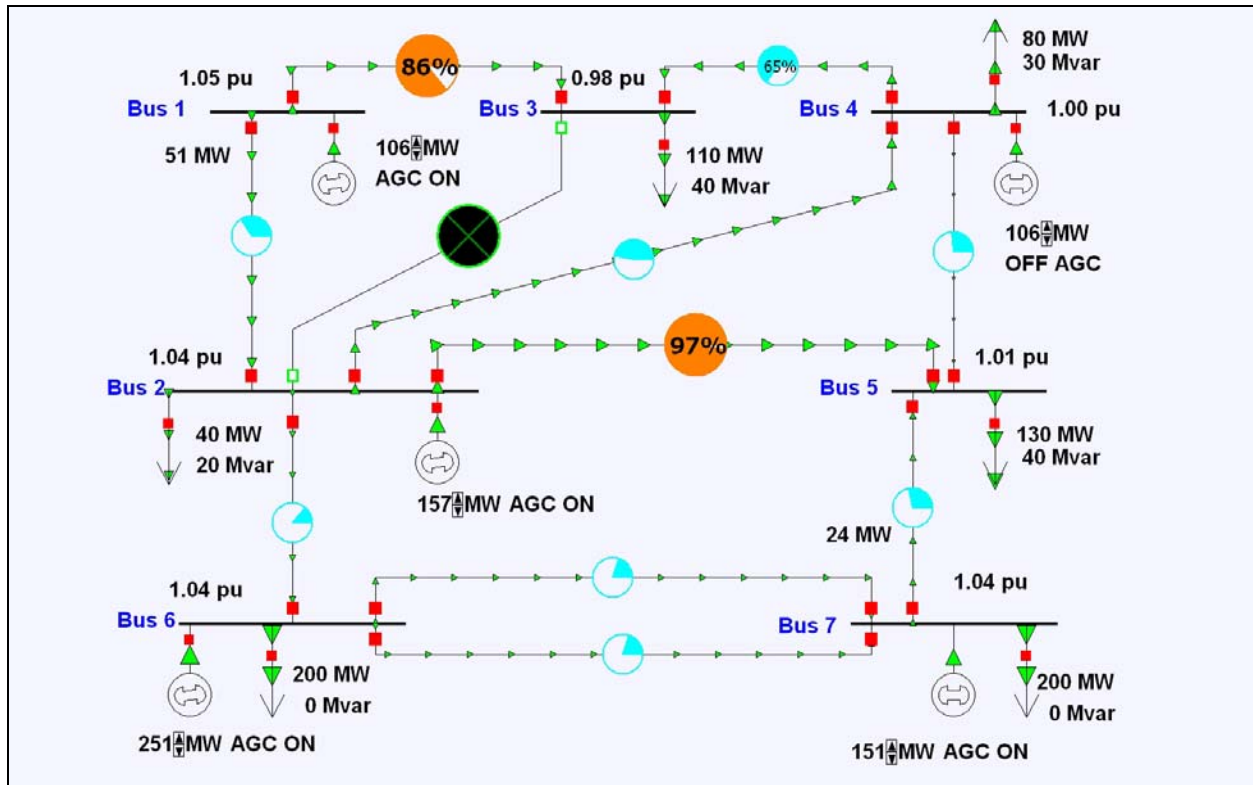 86%
65%
80 MW
30 Mvar
1.05 pu
0.98 pu
Bus 1
Bus 3
Bus 4
1.00 pu
51 MW
106 MW
AGC ON
110 MW
40 Mvar
106 MW
OFF AGC
97%
1.04 pu
1.01 pu
Bus 2
Bus 5
40 MW
20 Mvar
130 MW
40 Mvar
157 MW AGC ON
24 MW
1.04 pu
1.04 pu
Bus 6
Bus 7
200 MW
0 Mvar
200 MW
0 Mvar
251 MW AGC ON
151 MW AGC ON